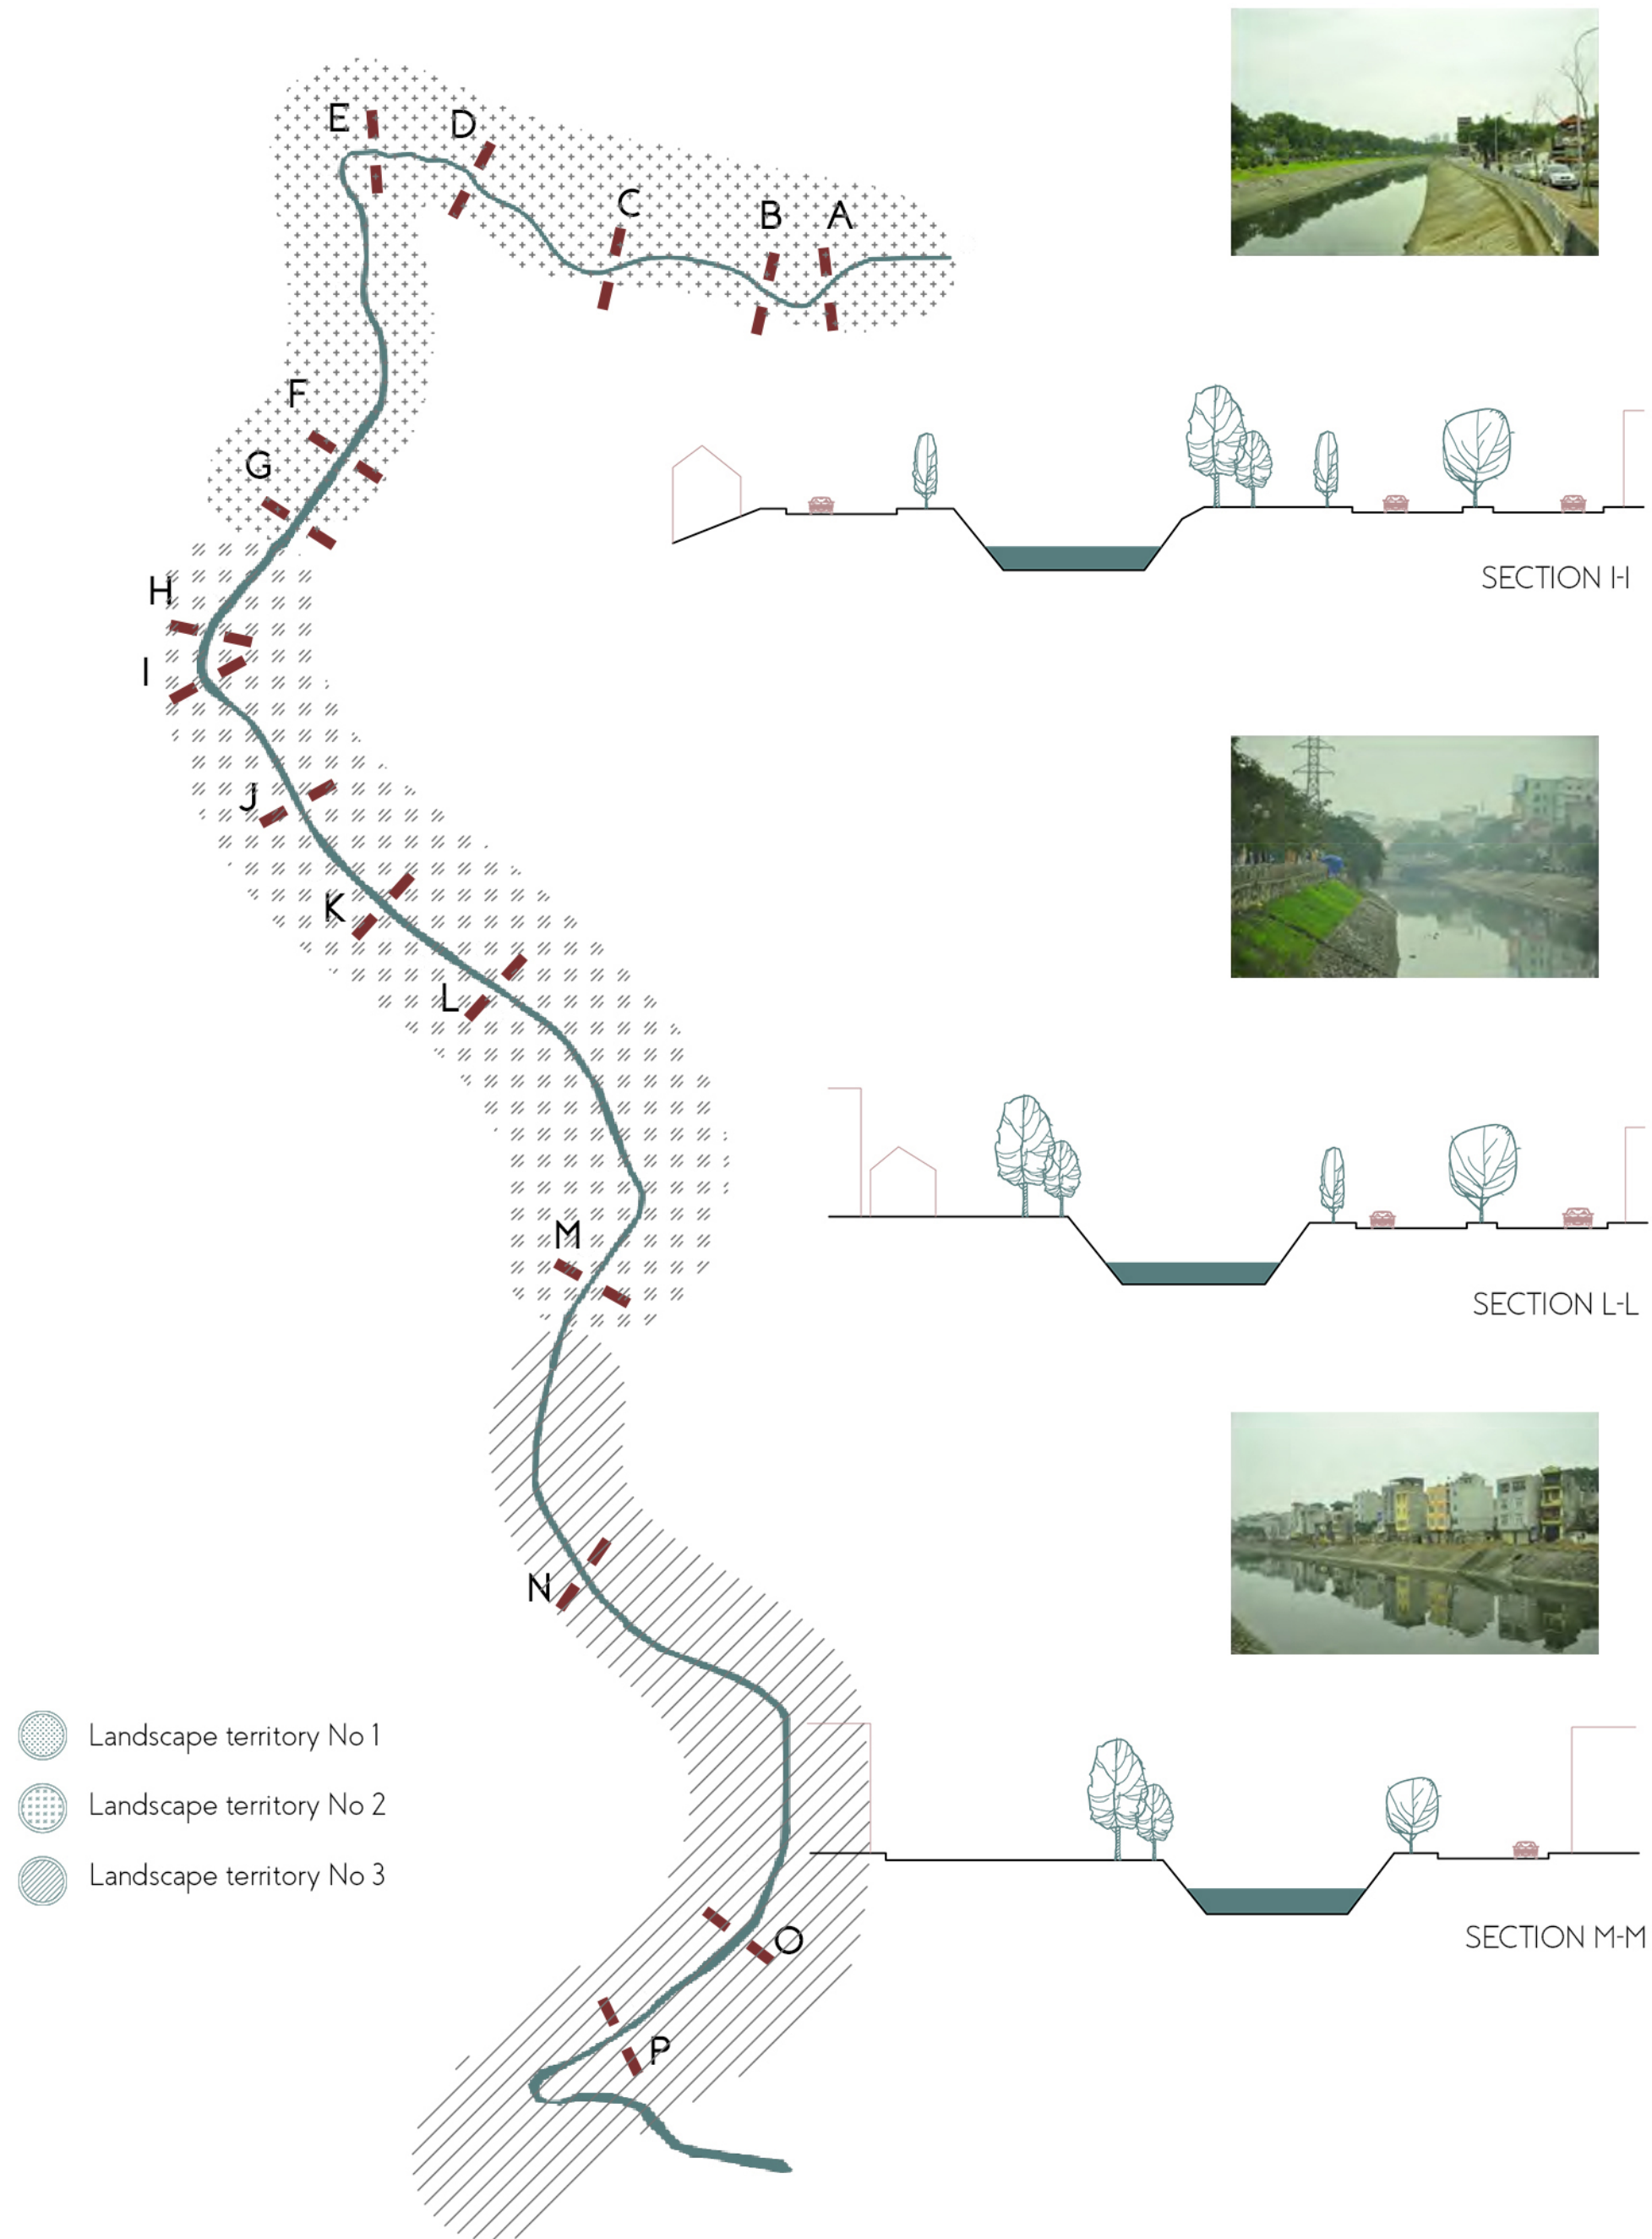 E
D
C
B
A
F
G
H
I
J
K
L
M
N
O
P
SECTION I-I
SECTION L-L
SECTION M-M
Landscape territory No 1
Landscape territory No 2
Landscape territory No 3